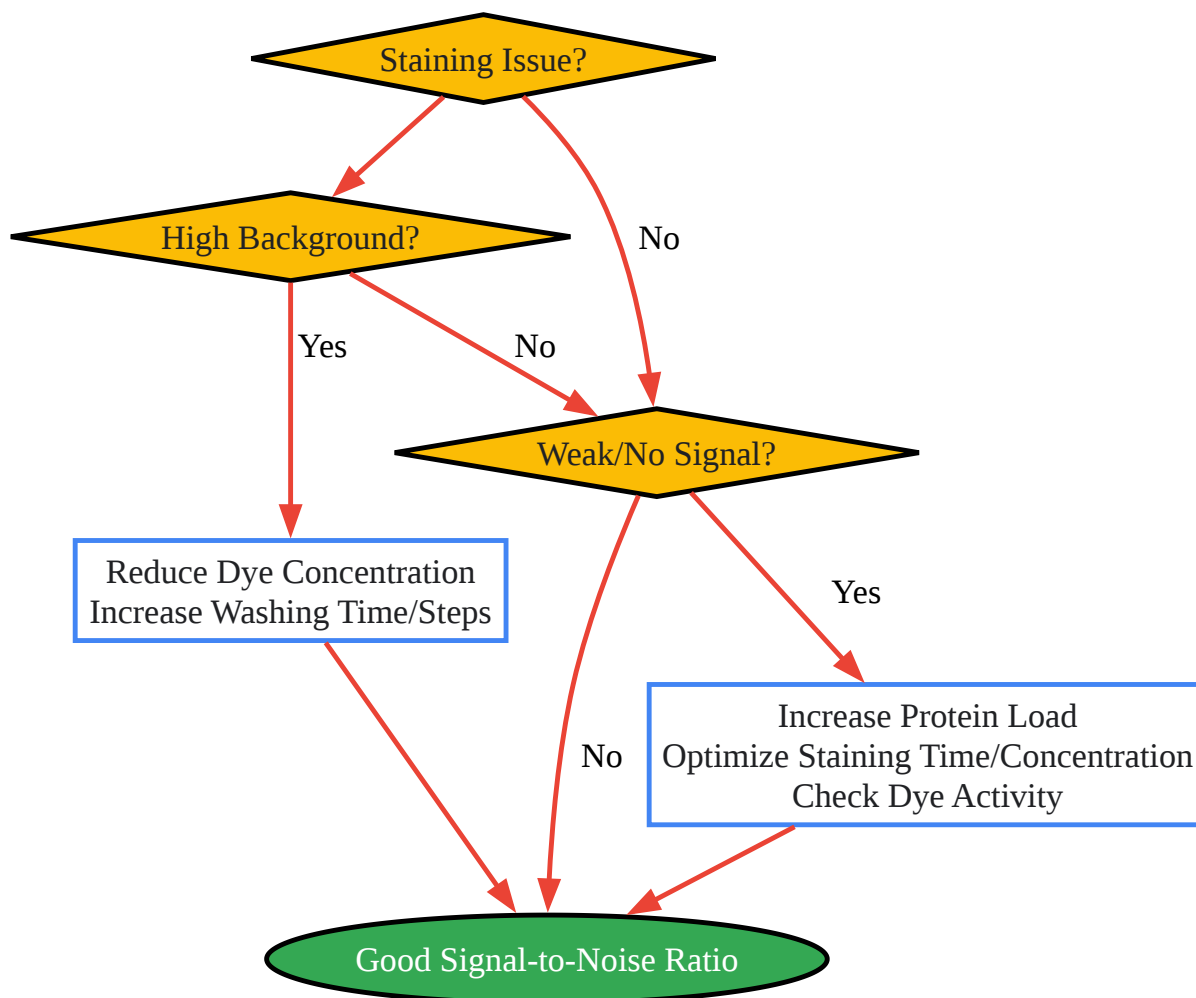 Staining Issue?
High Background?
No
Yes
No
Weak/No Signal?
Reduce Dye Concentration
Increase Washing Time/Steps
Yes
Increase Protein Load
Optimize Staining Time/Concentration
Check Dye Activity
No
Good Signal-to-Noise Ratio